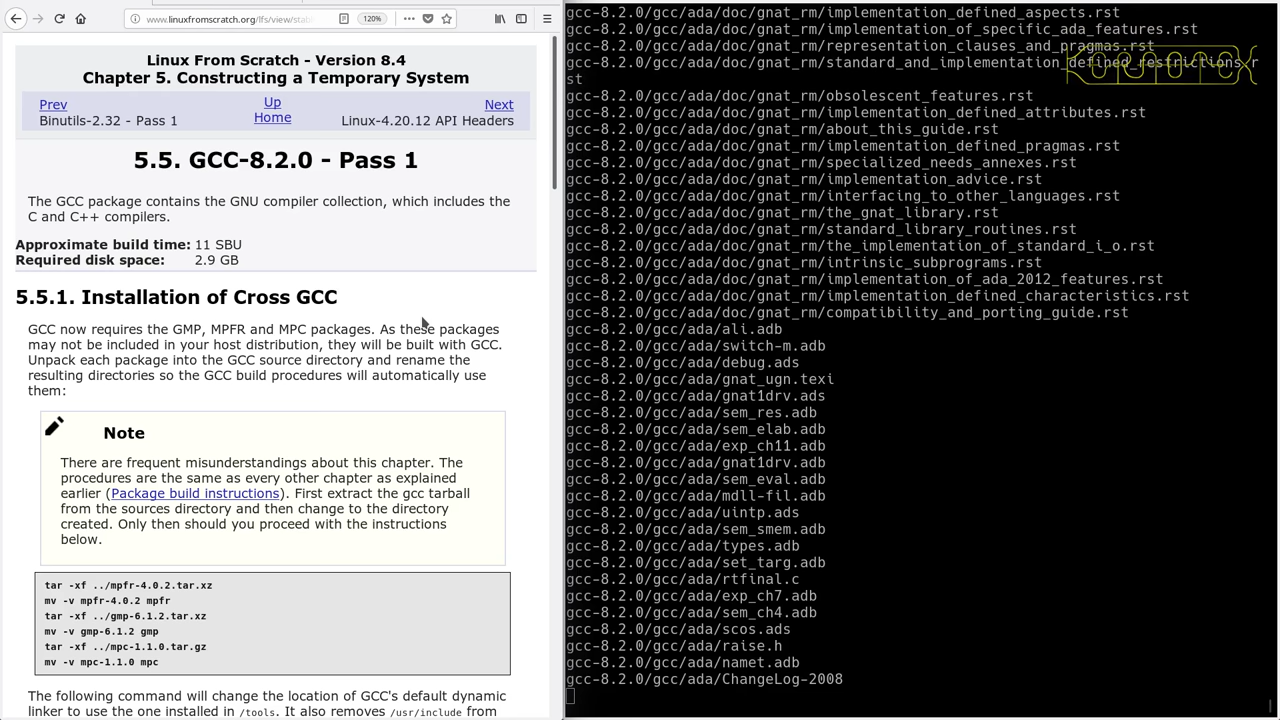 www.linuxfromscratch.org/lfs/view/stab
120%
Linux From Scratch - Version 8.4
Chapter 5. Constructing a Temporary System
Prev
Up
Next
Binutils-2.32 - Pass 1
Home
Linux-4.20.12 API Headers
5.5. GCC-8.2.0 - Pass 1
The GCC package contains the GNU compiler collection, which includes the
C and C++ compilers.
Approximate build time: 11 SBU
Required disk space: 2.9 GB
5.5.1. Installation of Cross GCC
GCC now requires the GMP, MPFR and MPC packages. As these packages
may not be included in your host distribution, they will be built with GCC.
Unpack each package into the GCC source directory and rename the
resulting directories so the GCC build procedures will automatically use
them:
Note
There are frequent misunderstandings about this chapter. The
procedures are the same as every other chapter as explained
earlier (Package build instructions). First extract the gcc tarball
from the sources directory and then change to the directory
created. Only then should you proceed with the instructions
below.
tar -xf ../mpfr-4.0.2.tar.xz
mv -v mpfr-4.0.2 mpfr
tar -xf ../gmp-6.1.2.tar.xz
mv -v gmp-6.1.2 gmp
tar -xf ../mpc-1.1.0.tar.gz
mv -v mpc-1.1.0 mpc
The following command will change the location of GCC's default dynamic
linker to use the one installed in /tools. It also removes /usr/include from
gcc-8.2.0/gcc/ada/doc/gnat_rm/implementation_defined_aspects.rst
gcc-8.2.0/gcc/ada/doc/gnat_rm/implementation_of_specific_ada_features.rst
gcc-8.2.0/gcc/ada/doc/gnat_rm/representation_clauses_and_pragmas.rst
gcc-8.2.0/gcc/ada/doc/gnat_rm/standard_and_implementation_defined_restrictions.r
st
gcc-8.2.0/gcc/ada/doc/gnat_rm/obsolescent_features.rst
gcc-8.2.0/gcc/ada/doc/gnat_rm/implementation_defined_attributes.rst
gcc-8.2.0/gcc/ada/doc/gnat_rm/about_this_guide.rst
gcc-8.2.0/gcc/ada/doc/gnat_rm/implementation_defined_pragmas.rst
gcc-8.2.0/gcc/ada/doc/gnat_rm/specialized_needs_annexes.rst
gcc-8.2.0/gcc/ada/doc/gnat_rm/implementation_advice.rst
gcc-8.2.0/gcc/ada/doc/gnat_rm/interfacing_to_other_languages.rst
gcc-8.2.0/gcc/ada/doc/gnat_rm/the_gnat_library.rst
gcc-8.2.0/gcc/ada/doc/gnat_rm/standard_library_routines.rst
gcc-8.2.0/gcc/ada/doc/gnat_rm/the_implementation_of_standard_i_o.rst
gcc-8.2.0/gcc/ada/doc/gnat_rm/intrinsic_subprograms.rst
gcc-8.2.0/gcc/ada/doc/gnat_rm/implementation_of_ada_2012_features.rst
gcc-8.2.0/gcc/ada/doc/gnat_rm/implementation_defined_characteristics.rst
gcc-8.2.0/gcc/ada/doc/gnat_rm/compatibility_and_porting_guide.rst
gcc-8.2.0/gcc/ada/ali.adb
gcc-8.2.0/gcc/ada/switch-m.adb
gcc-8.2.0/gcc/ada/debug.ads
gcc-8.2.0/gcc/ada/gnat_ugn.texi
gcc-8.2.0/gcc/ada/gnat1drv.ads
gcc-8.2.0/gcc/ada/sem_res.adb
gcc-8.2.0/gcc/ada/sem_elab.adb
gcc-8.2.0/gcc/ada/exp_ch11.adb
gcc-8.2.0/gcc/ada/gnat1drv.adb
gcc-8.2.0/gcc/ada/sem_eval.adb
gcc-8.2.0/gcc/ada/mdll-fil.adb
gcc-8.2.0/gcc/ada/uintp.ads
gcc-8.2.0/gcc/ada/sem_smem.adb
gcc-8.2.0/gcc/ada/types.adb
gcc-8.2.0/gcc/ada/set_targ.adb
gcc-8.2.0/gcc/ada/rtfinal.c
gcc-8.2.0/gcc/ada/exp_ch7.adb
gcc-8.2.0/gcc/ada/sem_ch4.adb
gcc-8.2.0/gcc/ada/scos.ads
gcc-8.2.0/gcc/ada/raise.h
gcc-8.2.0/gcc/ada/namet.adb
gcc-8.2.0/gcc/ada/ChangeLog-2008